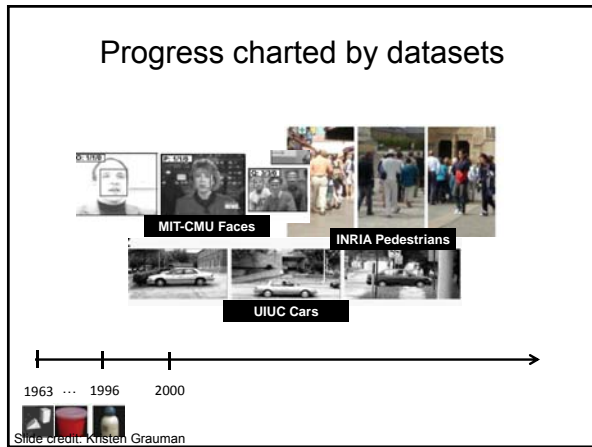 Progress charted by datasets
MIT-CMU Faces
INRIA Pedestrians
UIUC Cars
1963 … 1996 2000
Slide credit: Kristen Grauman